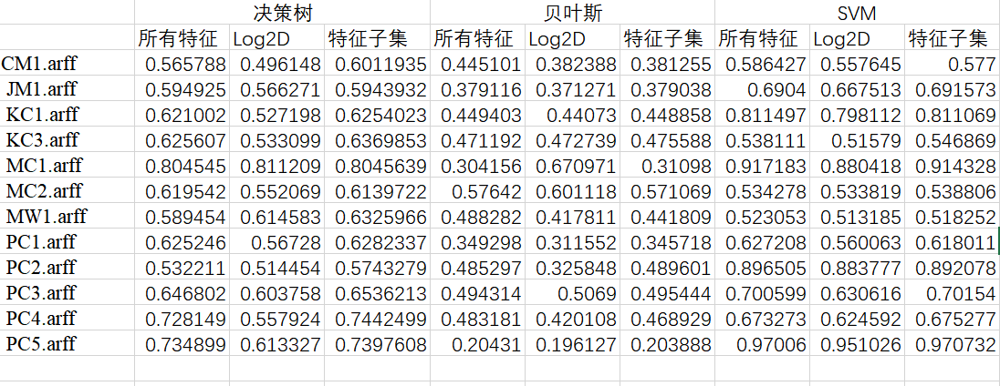 决策树 贝叶斯 SVM
所有特征 Log2D 特征子集 所有特征 Log2D 特征子集 所有特征 Log2D 特征子集
CM1.arff 0.565788 0.496148 0.6011935 0.445101 0.382388 0.381255 0.586427 0.557645 0.577
JM1.arff 0.594925 0.566271 0.5943932 0.379116 0.371271 0.379038 0.6904 0.667513 0.691573
KC1.arff 0.621002 0.527198 0.6254023 0.449403 0.44073 0.448858 0.811497 0.798112 0.811069
KC3.arff 0.625607 0.533099 0.6369853 0.471192 0.472739 0.475588 0.538111 0.51579 0.546869
MC1.arff 0.804545 0.811209 0.8045639 0.304156 0.670971 0.31098 0.917183 0.880418 0.914328
MC2.arff 0.619542 0.552069 0.6139722 0.57642 0.601118 0.571069 0.534278 0.533819 0.538806
MW1.arff 0.589454 0.614583 0.6325966 0.488282 0.417811 0.441809 0.523053 0.513185 0.518252
PC1.arff 0.625246 0.56728 0.6282337 0.349298 0.311552 0.345718 0.627208 0.560063 0.618011
PC2.arff 0.532211 0.514454 0.5743279 0.485297 0.325848 0.489601 0.896505 0.883777 0.892078
PC3.arff 0.646802 0.603758 0.6536213 0.494314 0.5069 0.495444 0.700599 0.630616 0.70154
PC4.arff 0.728149 0.557924 0.7442499 0.483181 0.420108 0.468929 0.673273 0.624592 0.675277
PC5.arff 0.734899 0.613327 0.7397608 0.20431 0.196127 0.203888 0.97006 0.951026 0.970732